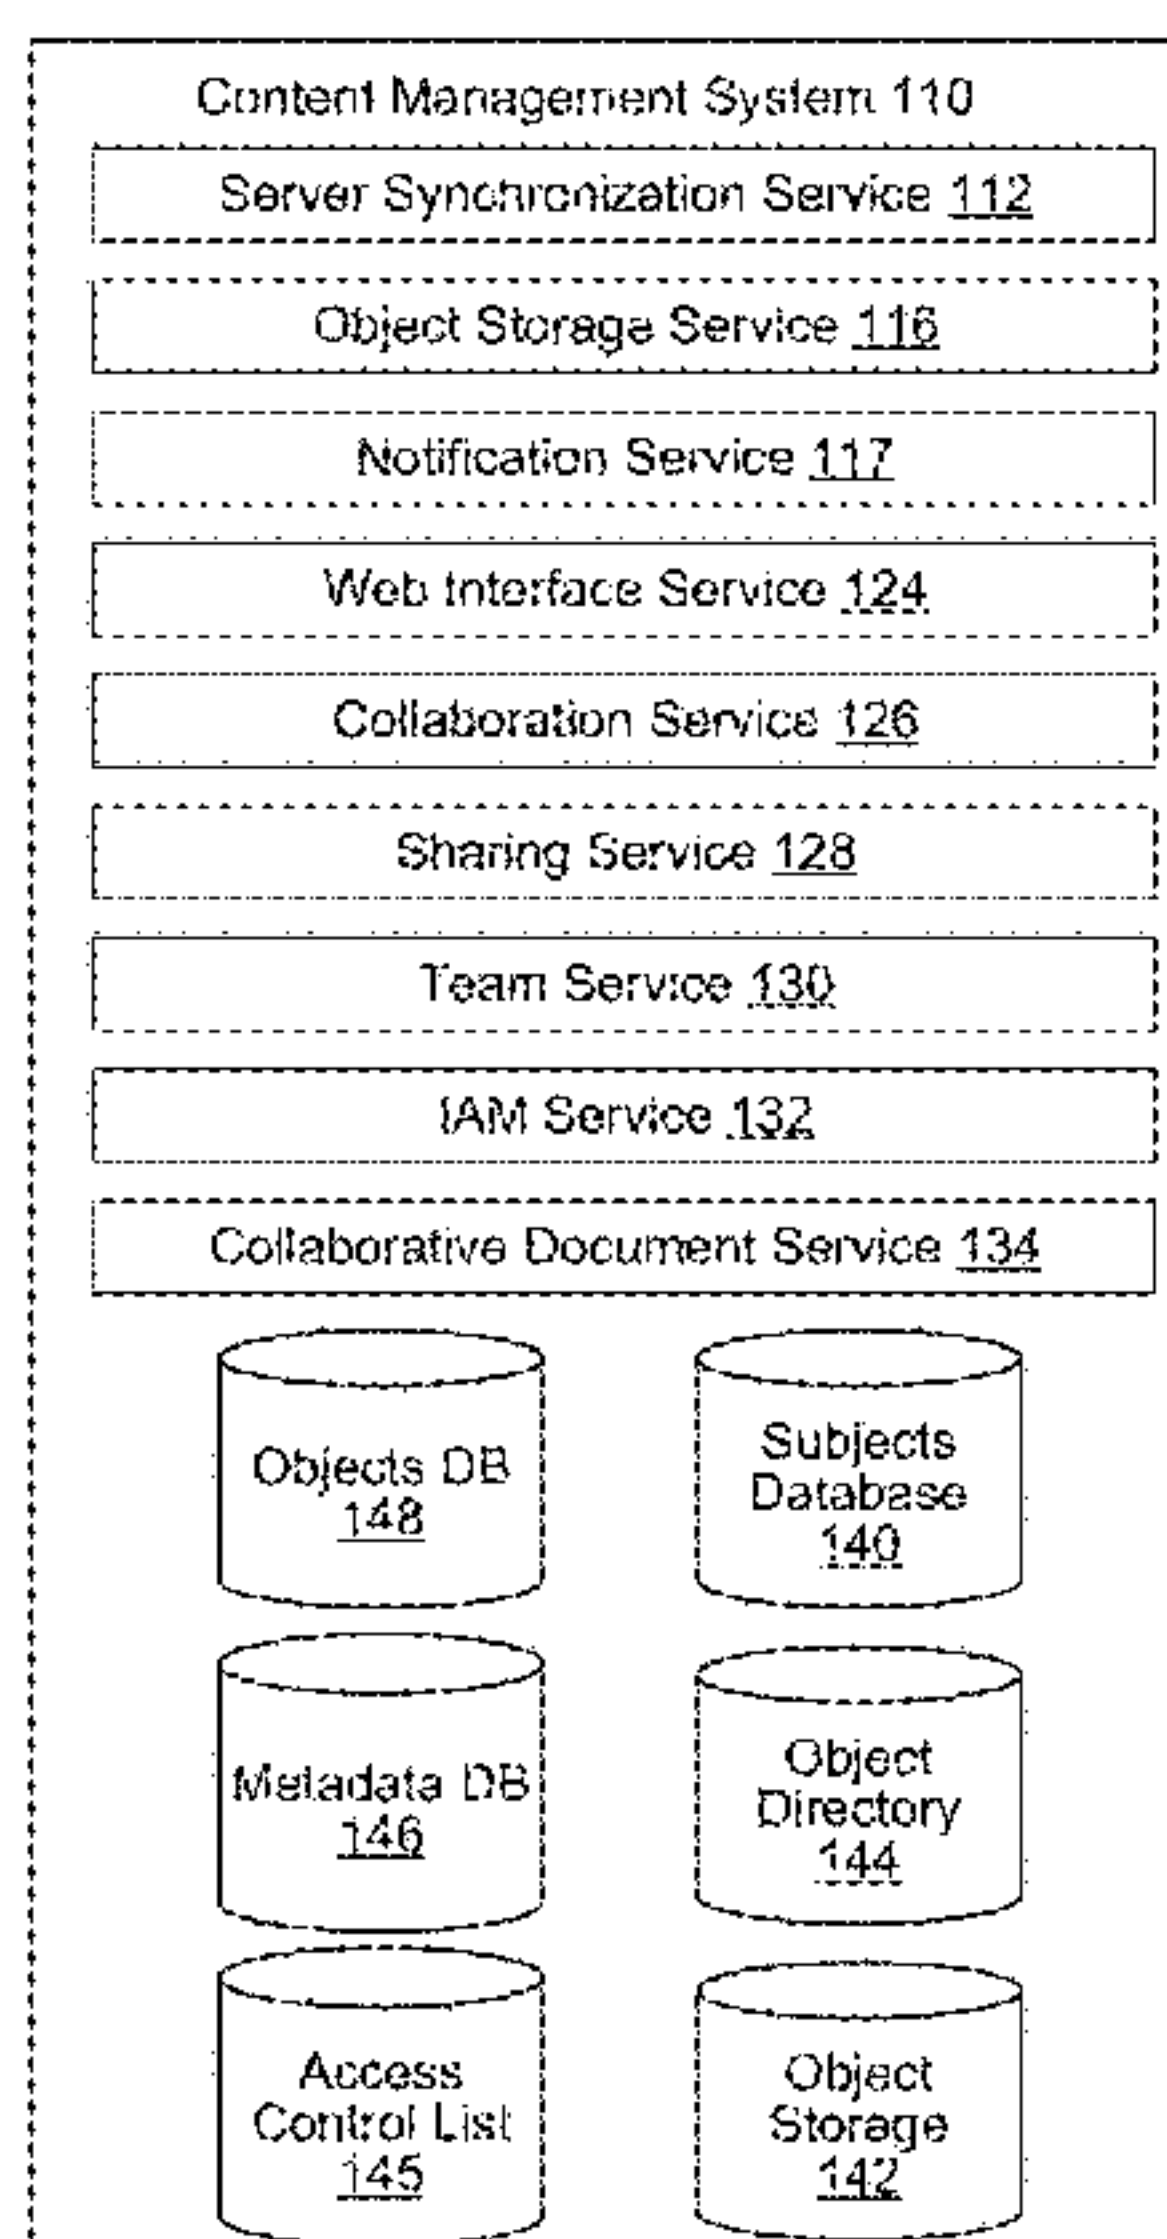 Content Management System 110
Server Synchronization Service 112
Object Storage Service 116
Notification Service 117
Web Interface Service 124
Collaboration Service 126
Sharing Service 128
Team Service 130
IAM Service 132
Collaborative Document Service 134
Objects DB
148
Subjects
Database
140
Metadata DB
146
Object
Directory
144
Access
Control List
145
Object
Storage
142